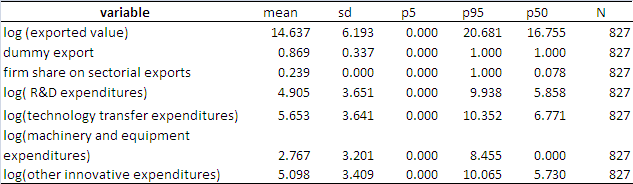 variable mean sd p5 p95 p50 N
log (exported value) 14.637 6.193 0.000 20.681 16.755 827
dummy export 0.869 0.337 0.000 1.000 1.000 827
firm share on sectorial exports 0.239 0.000 0.000 1.000 0.078 827
log( R&D expenditures) 4.905 3.651 0.000 9.938 5.858 827
log(technology transfer expenditures) 5.653 3.641 0.000 10.352 6.771 827
log(machinery and equipment
expenditures) 2.767 3.201 0.000 8.455 0.000 827
log(other innovative expenditures) 5.098 3.409 0.000 10.065 5.730 827